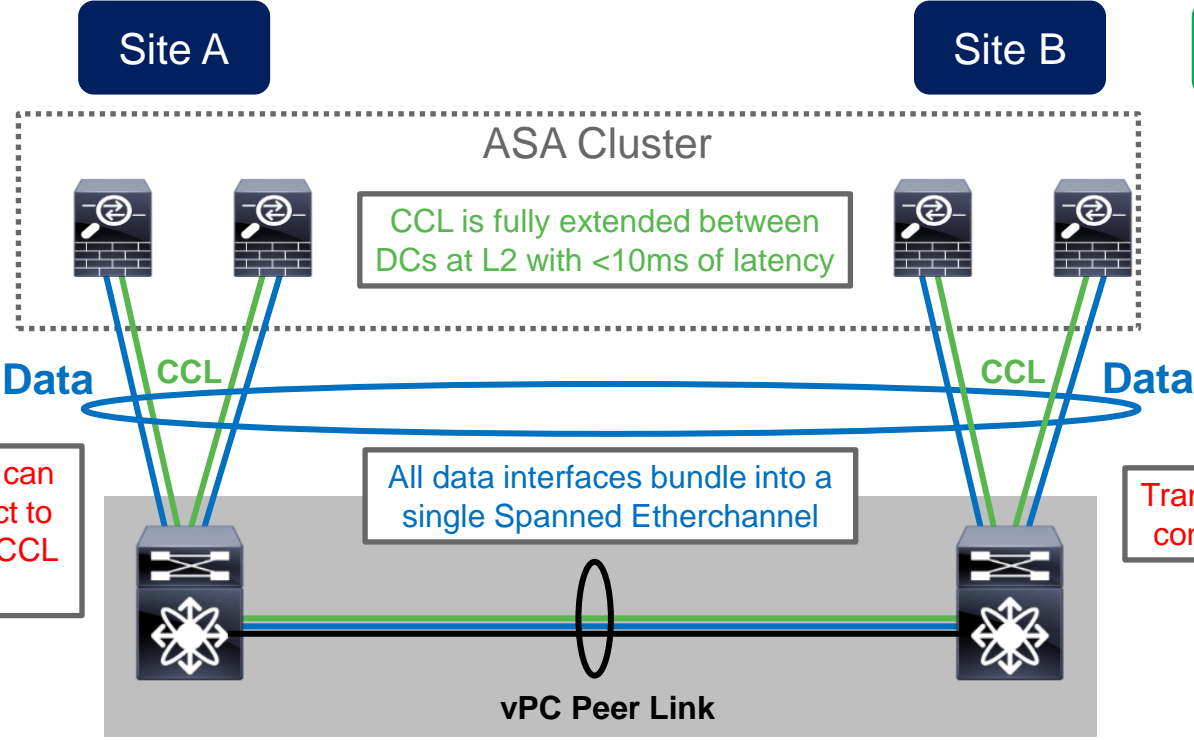 Site A
Site B
ASA Cluster
CCL is fully extended between
DCs at L2 with <10ms of latency
Data
CCL
CCL
Data
can
ct to
CCL
All data interfaces bundle into a
single Spanned Etherchannel
Tran
cor
vPC Peer Link